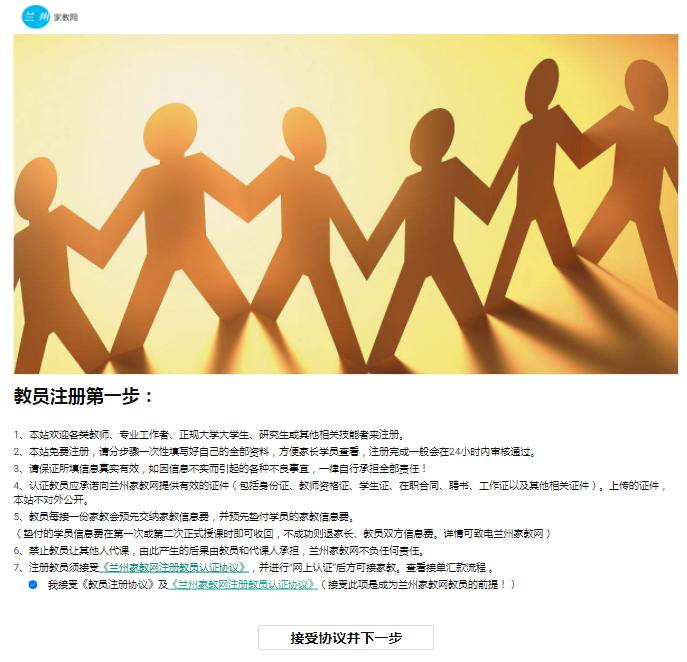 兰州 家教网
教员注册第一步：
1、本站欢迎各类教师、专业工作者、正规大学大学生、研究生或其他相关技能者来注册。
2、本站免费注册，请分步骤一次性填写好自己的全部资料，方便家长学员查看，注册完成一般会在24小时内审核通过。
3、请保证所填信息真实有效，如因信息不实而引起的各种不良事宜，一律自行承担全部责任！
4、认证教员应承诺向兰州家教网提供有效的证件（包括身份证、教师资格证、学生证、在职合同、聘书、工作证以及其他相关证件）。上传的证件，
本站不对外公开。
5、教员每接一份家教会预先交纳家教信息费，并预先垫付学员的家教信息费。
（垫付的学员信息费在第一次或第二次正式授课时即可收回，不成功则退家长、教员双方信息费。详情可致电兰州家教网）
6、禁止教员让其他人代课，由此产生的后果由教员和代课人承担，兰州家教网不负任何责任。
7、注册教员须接受《兰州家教网注册教员认证协议》，并进行“网上认证”后方可接家教。查看接单汇款流程 。
我接受《教员注册协议》及《兰州家教网注册教员认证协议》（接受此项是成为兰州家教网教员的前提！）
接受协议并下一步